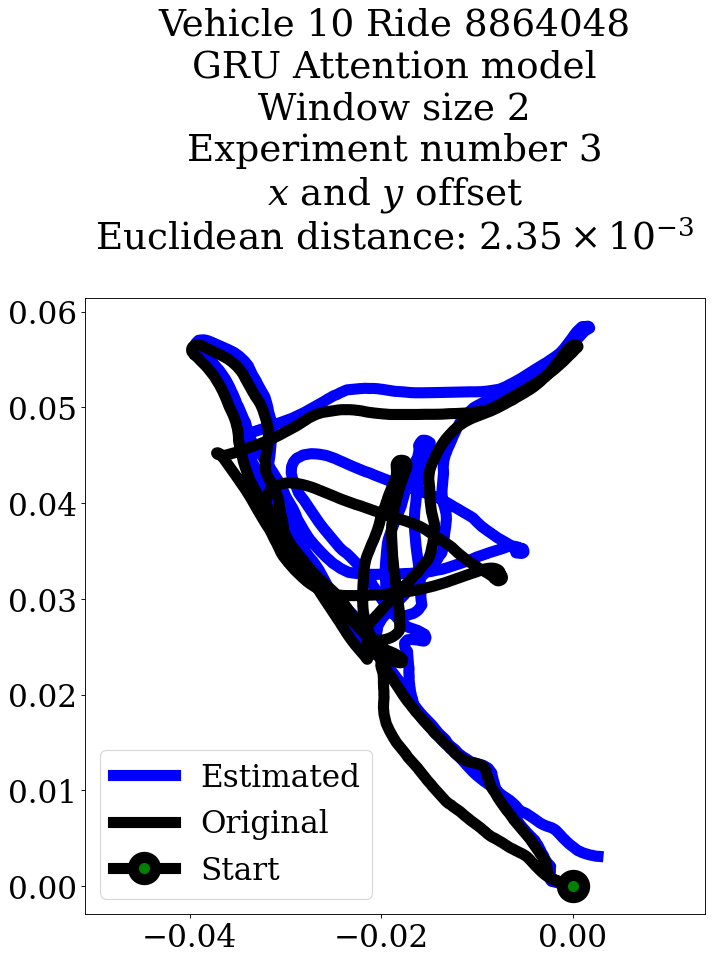 Vehicle 10 Ride 8864048
GRU Attention model
Window size 2
Experiment number 3
x and y offset
Euclidean distance: 2.35 × 10⁻³
0.06
0.05
0.04
0.03
0.02
0.01
0.00
Estimated
Original
Start
−0.04 −0.02 0.00